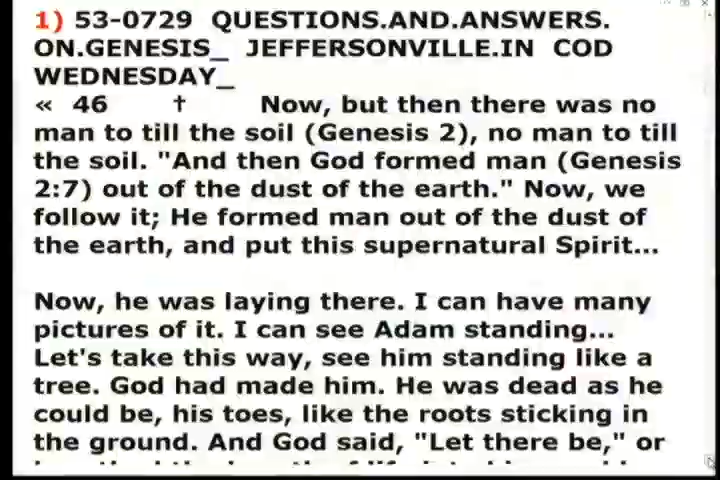 1) 53-0729 QUESTIONS.AND.ANSWERS.
ON.GENESIS_ JEFFERSONVILLE.IN COD
WEDNESDAY_
« 46 † Now, but then there was no
man to till the soil (Genesis 2), no man to till
the soil. "And then God formed man (Genesis
2:7) out of the dust of the earth." Now, we
follow it; He formed man out of the dust of
the earth, and put this supernatural Spirit...
Now, he was laying there. I can have many
pictures of it. I can see Adam standing...
Let's take this way, see him standing like a
tree. God had made him. He was dead as he
could be, his toes, like the roots sticking in
the ground. And God said, "Let there be," or